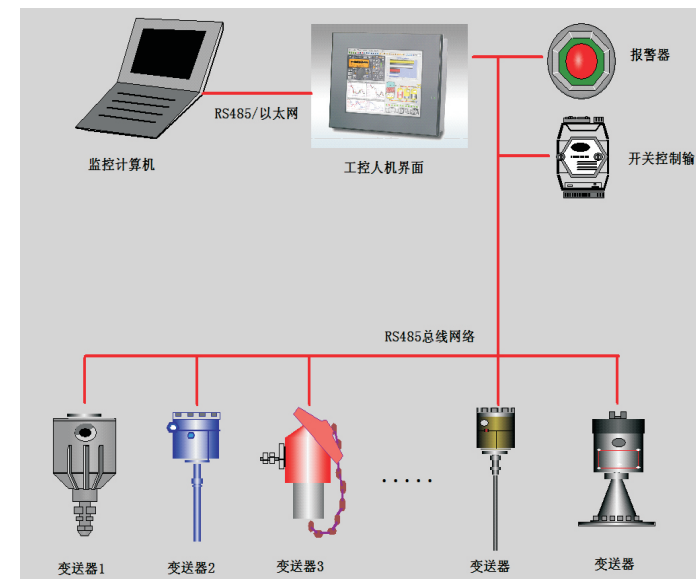 报警器
RS485/以太网
监控计算机
工控人机界面
开关控制输
RS485总线网络
变送器1
变送器2
变送器3
变送器
变送器